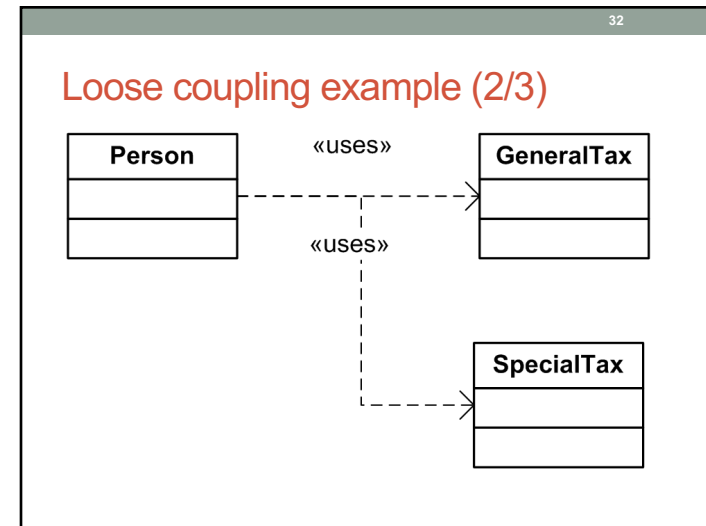 32
Loose coupling example (2/3)
Person
«uses»
GeneralTax
«uses»
SpecialTax